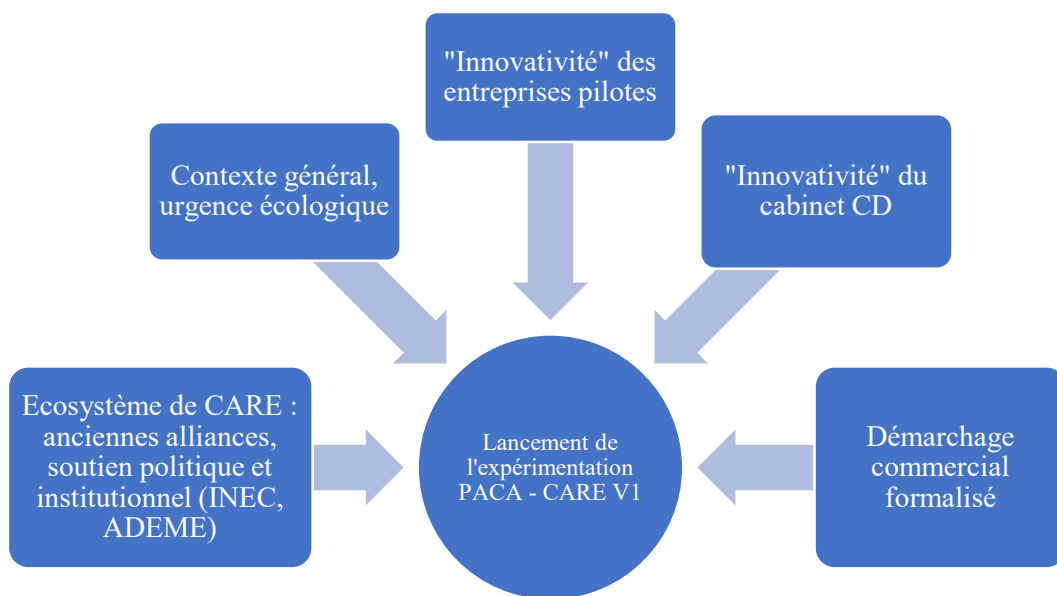 "Innovativité" des
entreprises pilotes
Contexte général,
urgence écologique
"Innovativité" du
cabinet CD
Ecosystème de CARE :
anciennes alliances,
soutien politique et
institutionnel (INEC,
ADEME)
Lancement de
l'expérimentation
PACA - CARE V1
Démarchage
commercial
formalisé